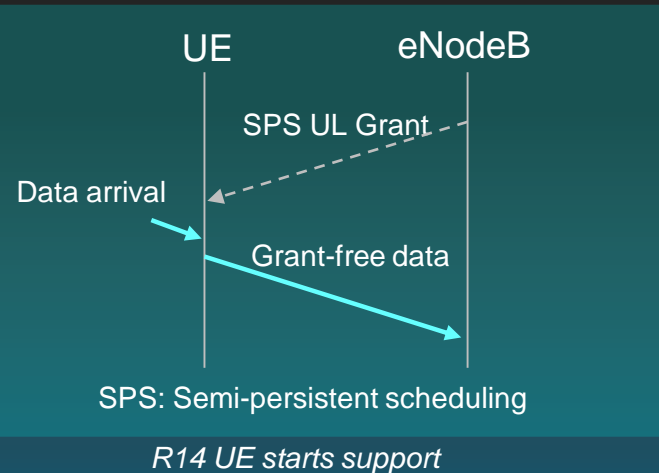 UE
eNodeB
SPS UL Grant
Data arrival
Grant-free data
SPS: Semi-persistent scheduling
R14 UE starts support